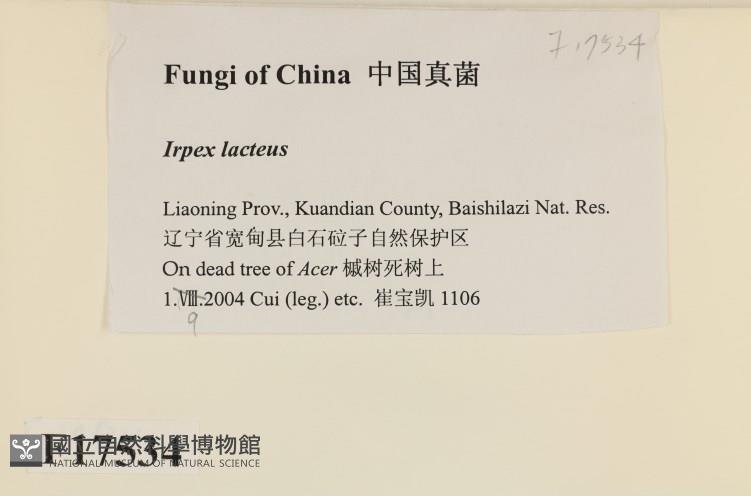 F17534
Fungi of China 中国真菌
Irpex lacteus
Liaoning Prov., Kuandian County, Baishilazi Nat. Res.
辽宁省宽甸县白石砬子自然保护区
On dead tree of Acer 槭树死树上
1.Ⅷ.2004 Cui (leg.) etc. 崔宝凯 1106
9
F17534
國立自然科學博物館
NATIONAL MUSEUM OF NATURAL SCIENCE